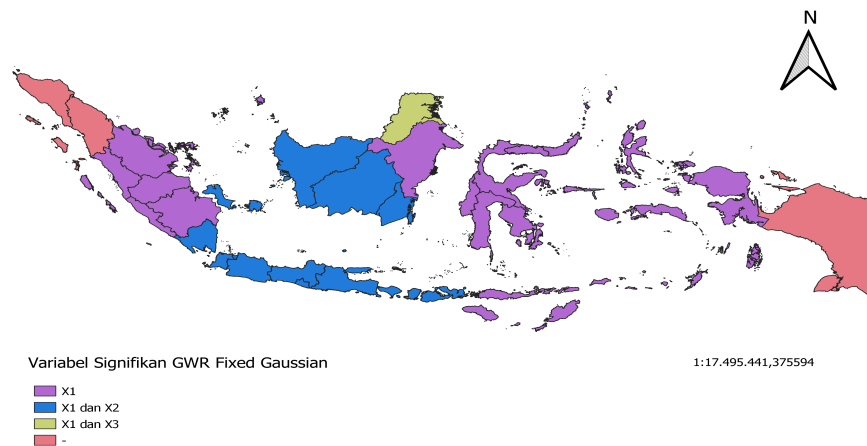 N
Variabel Signifikan GWR Fixed Gaussian
1:17.495.441,375594
X1
X1 dan X2
X1 dan X3
-